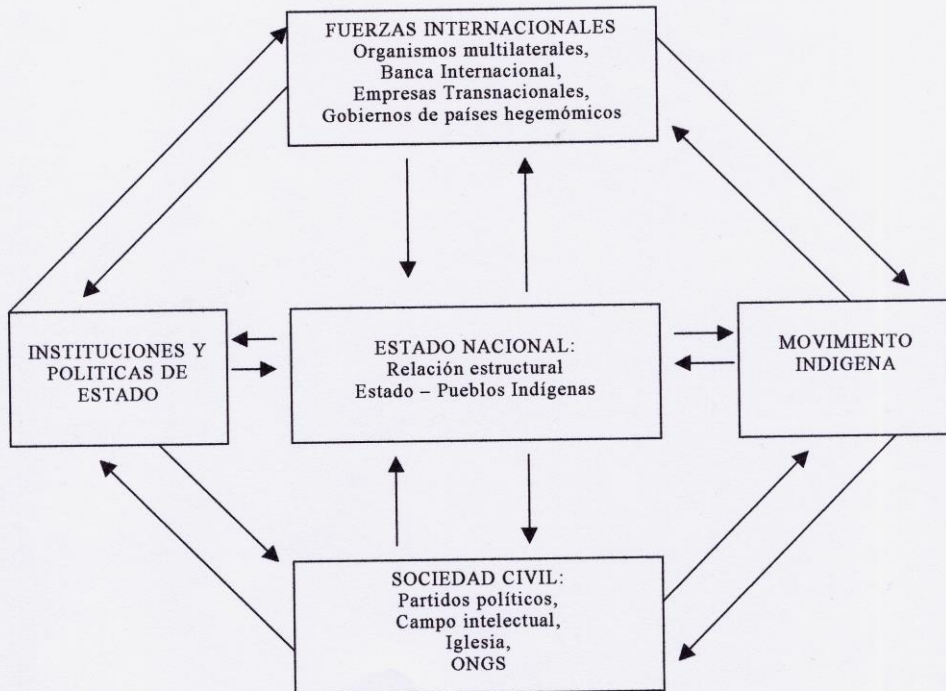 FUERZAS INTERNACIONALES
Organismos multilaterales,
Banca Internacional,
Empresas Transnacionales,
Gobiernos de países hegemómicos
INSTITUCIONES Y
POLITICAS DE
ESTADO
ESTADO NACIONAL:
Relación estructural
Estado – Pueblos Indígenas
MOVIMIENTO
INDIGENA
SOCIEDAD CIVIL:
Partidos políticos,
Campo intelectual,
Iglesia,
ONGS